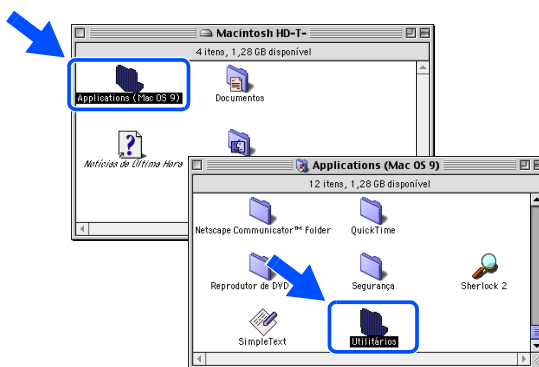 Macintosh HD-T-
4 itens, 1,28 GB disponível
Applications (Mac OS 9)
Documentos
Notícias de Última Hora
Applications (Mac OS 9)
12 itens, 1,28 GB disponível
Netscape Communicator™ Folder
QuickTime
Reprodutor de DVD
Segurança
Sherlock 2
SimpleText
Utilitários